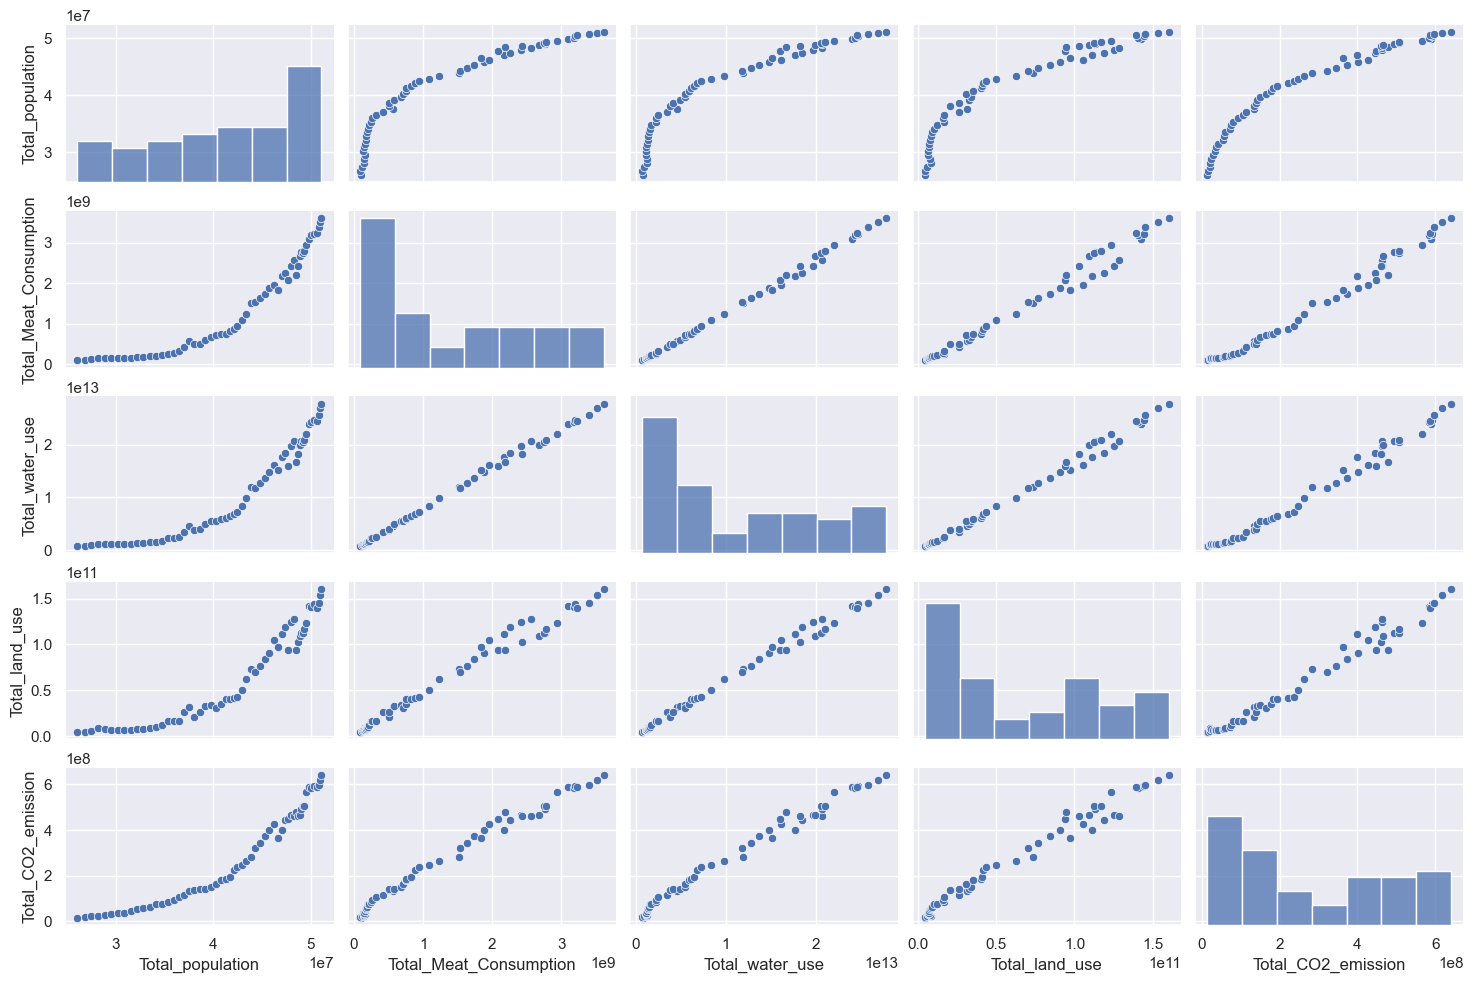 1e7
Total_population
5
4
3
1e9
Total_Meat_Consumption
3
2
1
0
1e13
Total_water_use
2
1
0
1e11
Total_land_use
1.5
1.0
0.5
0.0
1e8
Total_CO2_emission
6
4
2
0
3 4 5 0 1 2 3 0 1 2 0.0 0.5 1.0 1.5 0 2 4 6
Total_population 1e7 Total_Meat_Consumption 1e9 Total_water_use 1e13 Total_land_use 1e11 Total_CO2_emission 1e8